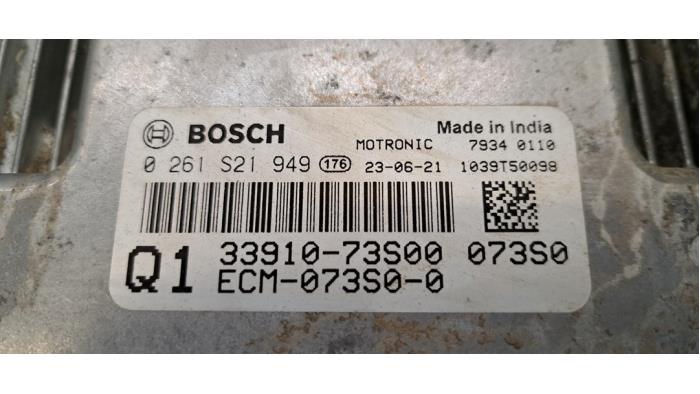 BOSCH MOTRONIC Made in India 7934 0110
0 261 S21 949 176 23-06-21 1039T50099
Q1 33910-73S00 073S0
ECM-073S0-0